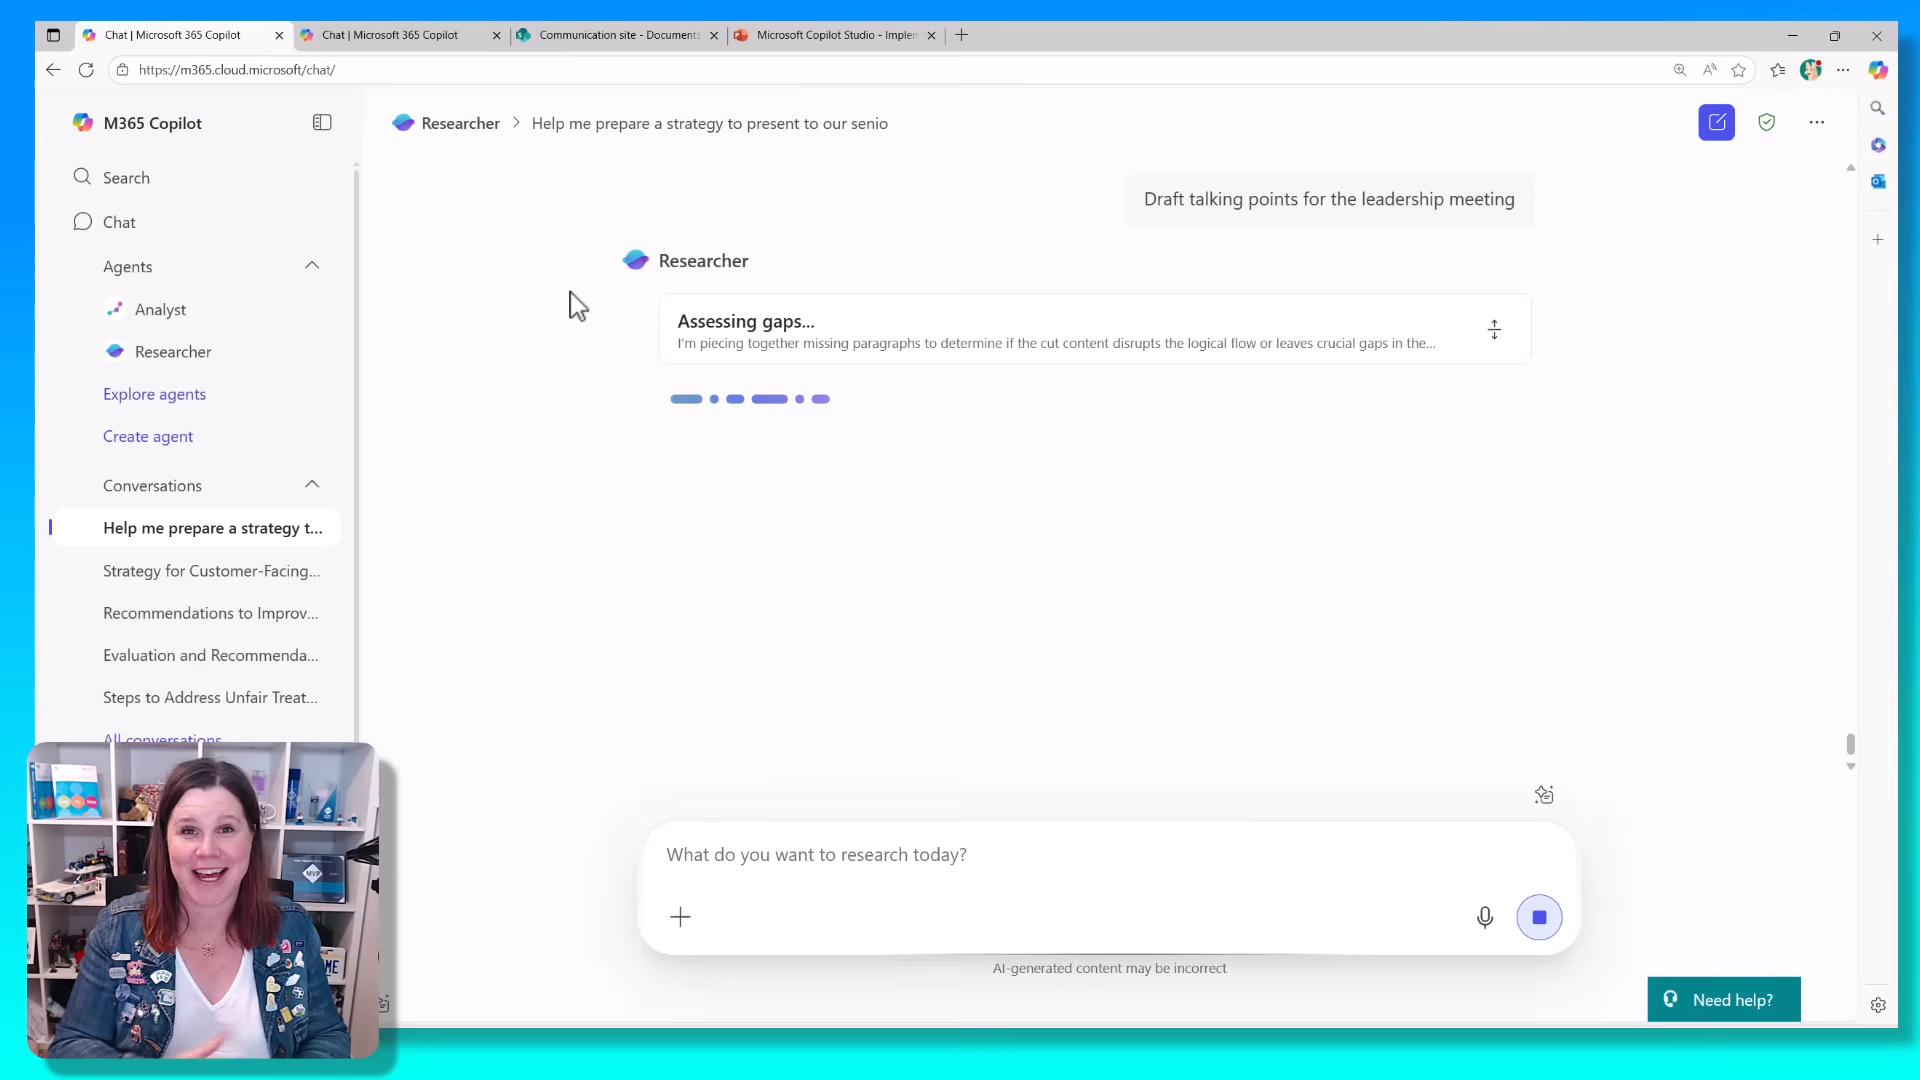 Chat | Microsoft 365 Copilot
Chat | Microsoft 365 Copilot
Communication site - Documents
Microsoft Copilot Studio - Implen
https://m365.cloud.microsoft/chat/
M365 Copilot
Researcher > Help me prepare a strategy to present to our senio
Search
Chat
Agents
Analyst
Researcher
Explore agents
Create agent
Conversations
Help me prepare a strategy t...
Strategy for Customer-Facing...
Recommendations to Improv...
Evaluation and Recommenda...
Steps to Address Unfair Treat...
All conversations
Draft talking points for the leadership meeting
Researcher
Assessing gaps...
I'm piecing together missing paragraphs to determine if the cut content disrupts the logical flow or leaves crucial gaps in the...
What do you want to research today?
AI-generated content may be incorrect
Need help?
MVP